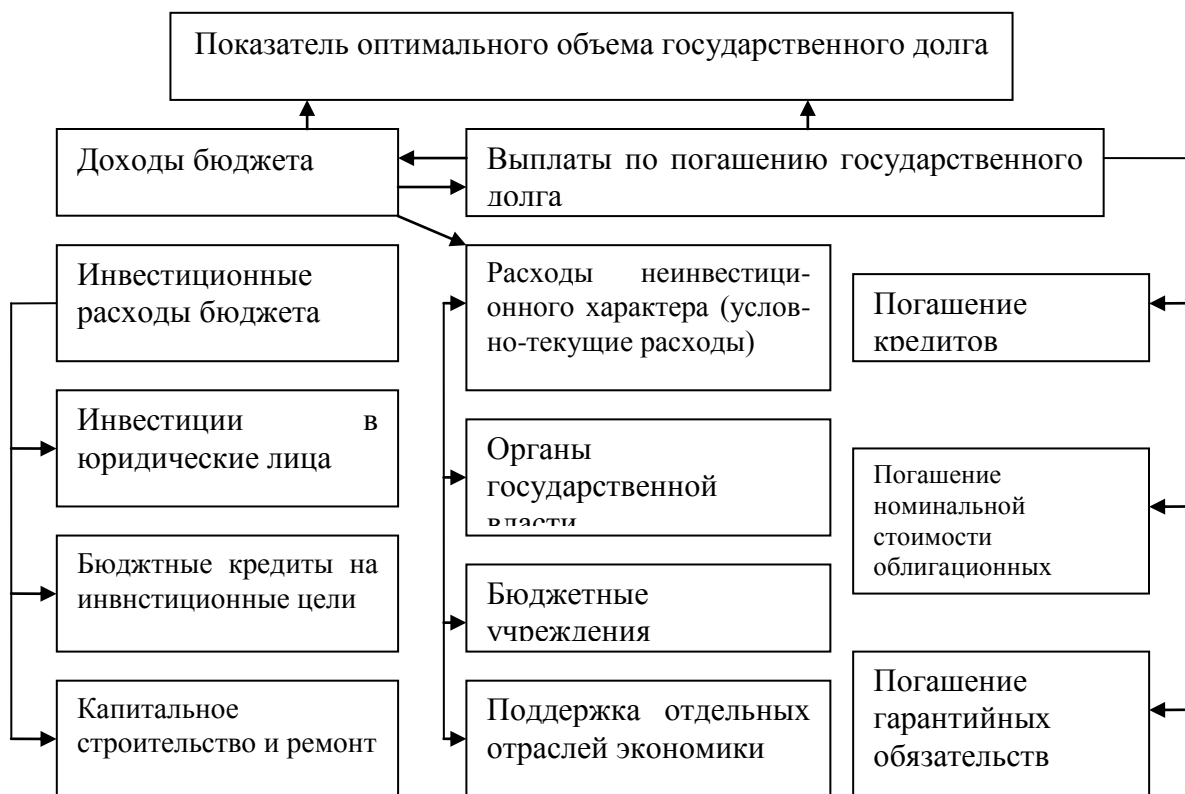 Показатель оптимального объема государственного долга
Доходы бюджета
Выплаты по погашению государственного
долга
Инвестиционные
расходы бюджета
Расходы неинвестици-
онного характера (услов-
но-текущие расходы)
Погашение
кредитов
Инвестиции в
юридические лица
Органы
государственной
власти
Погашение
номинальной
стоимости
облигационных
Бюджтные кредиты на
инвнстиционные цели
Бюджетные
учреждения
Капитальное
строительство и ремонт
Поддержка отдельных
отраслей экономики
Погашение
гарантийных
обязательств